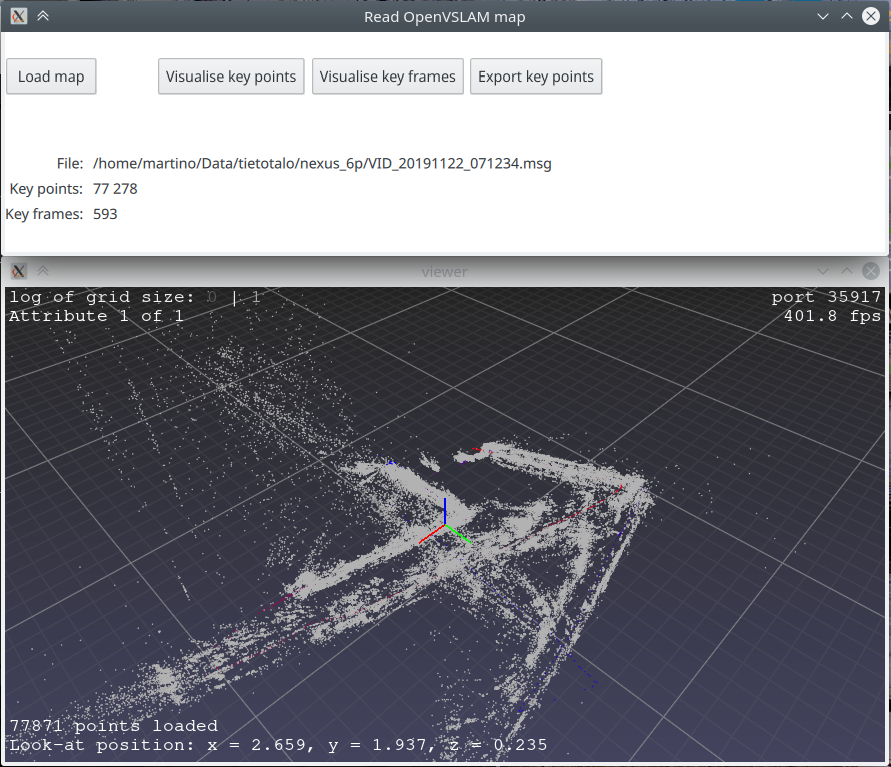 Read OpenVSLAM map
Load map Visualise key points Visualise key frames Export key points
File: /home/martino/Data/tietotalo/nexus_6p/VID_20191122_071234.msg
Key points: 77 278
Key frames: 593
viewer
log of grid size: 0 | 1 port 35917
Attribute 1 of 1 401.8 fps
77871 points loaded
Look-at position: x = 2.659, y = 1.937, z = 0.235